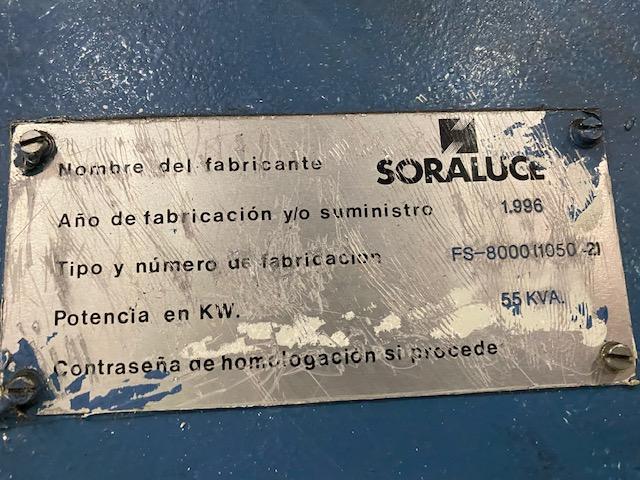 Nombre del fabricante SORALUCE
Año de fabricación y/o suministro 1.996
Tipo y número de fabricación FS-8000 (1050-2)
Potencia en KW. 55 KVA.
Contraseña de homologación si procede